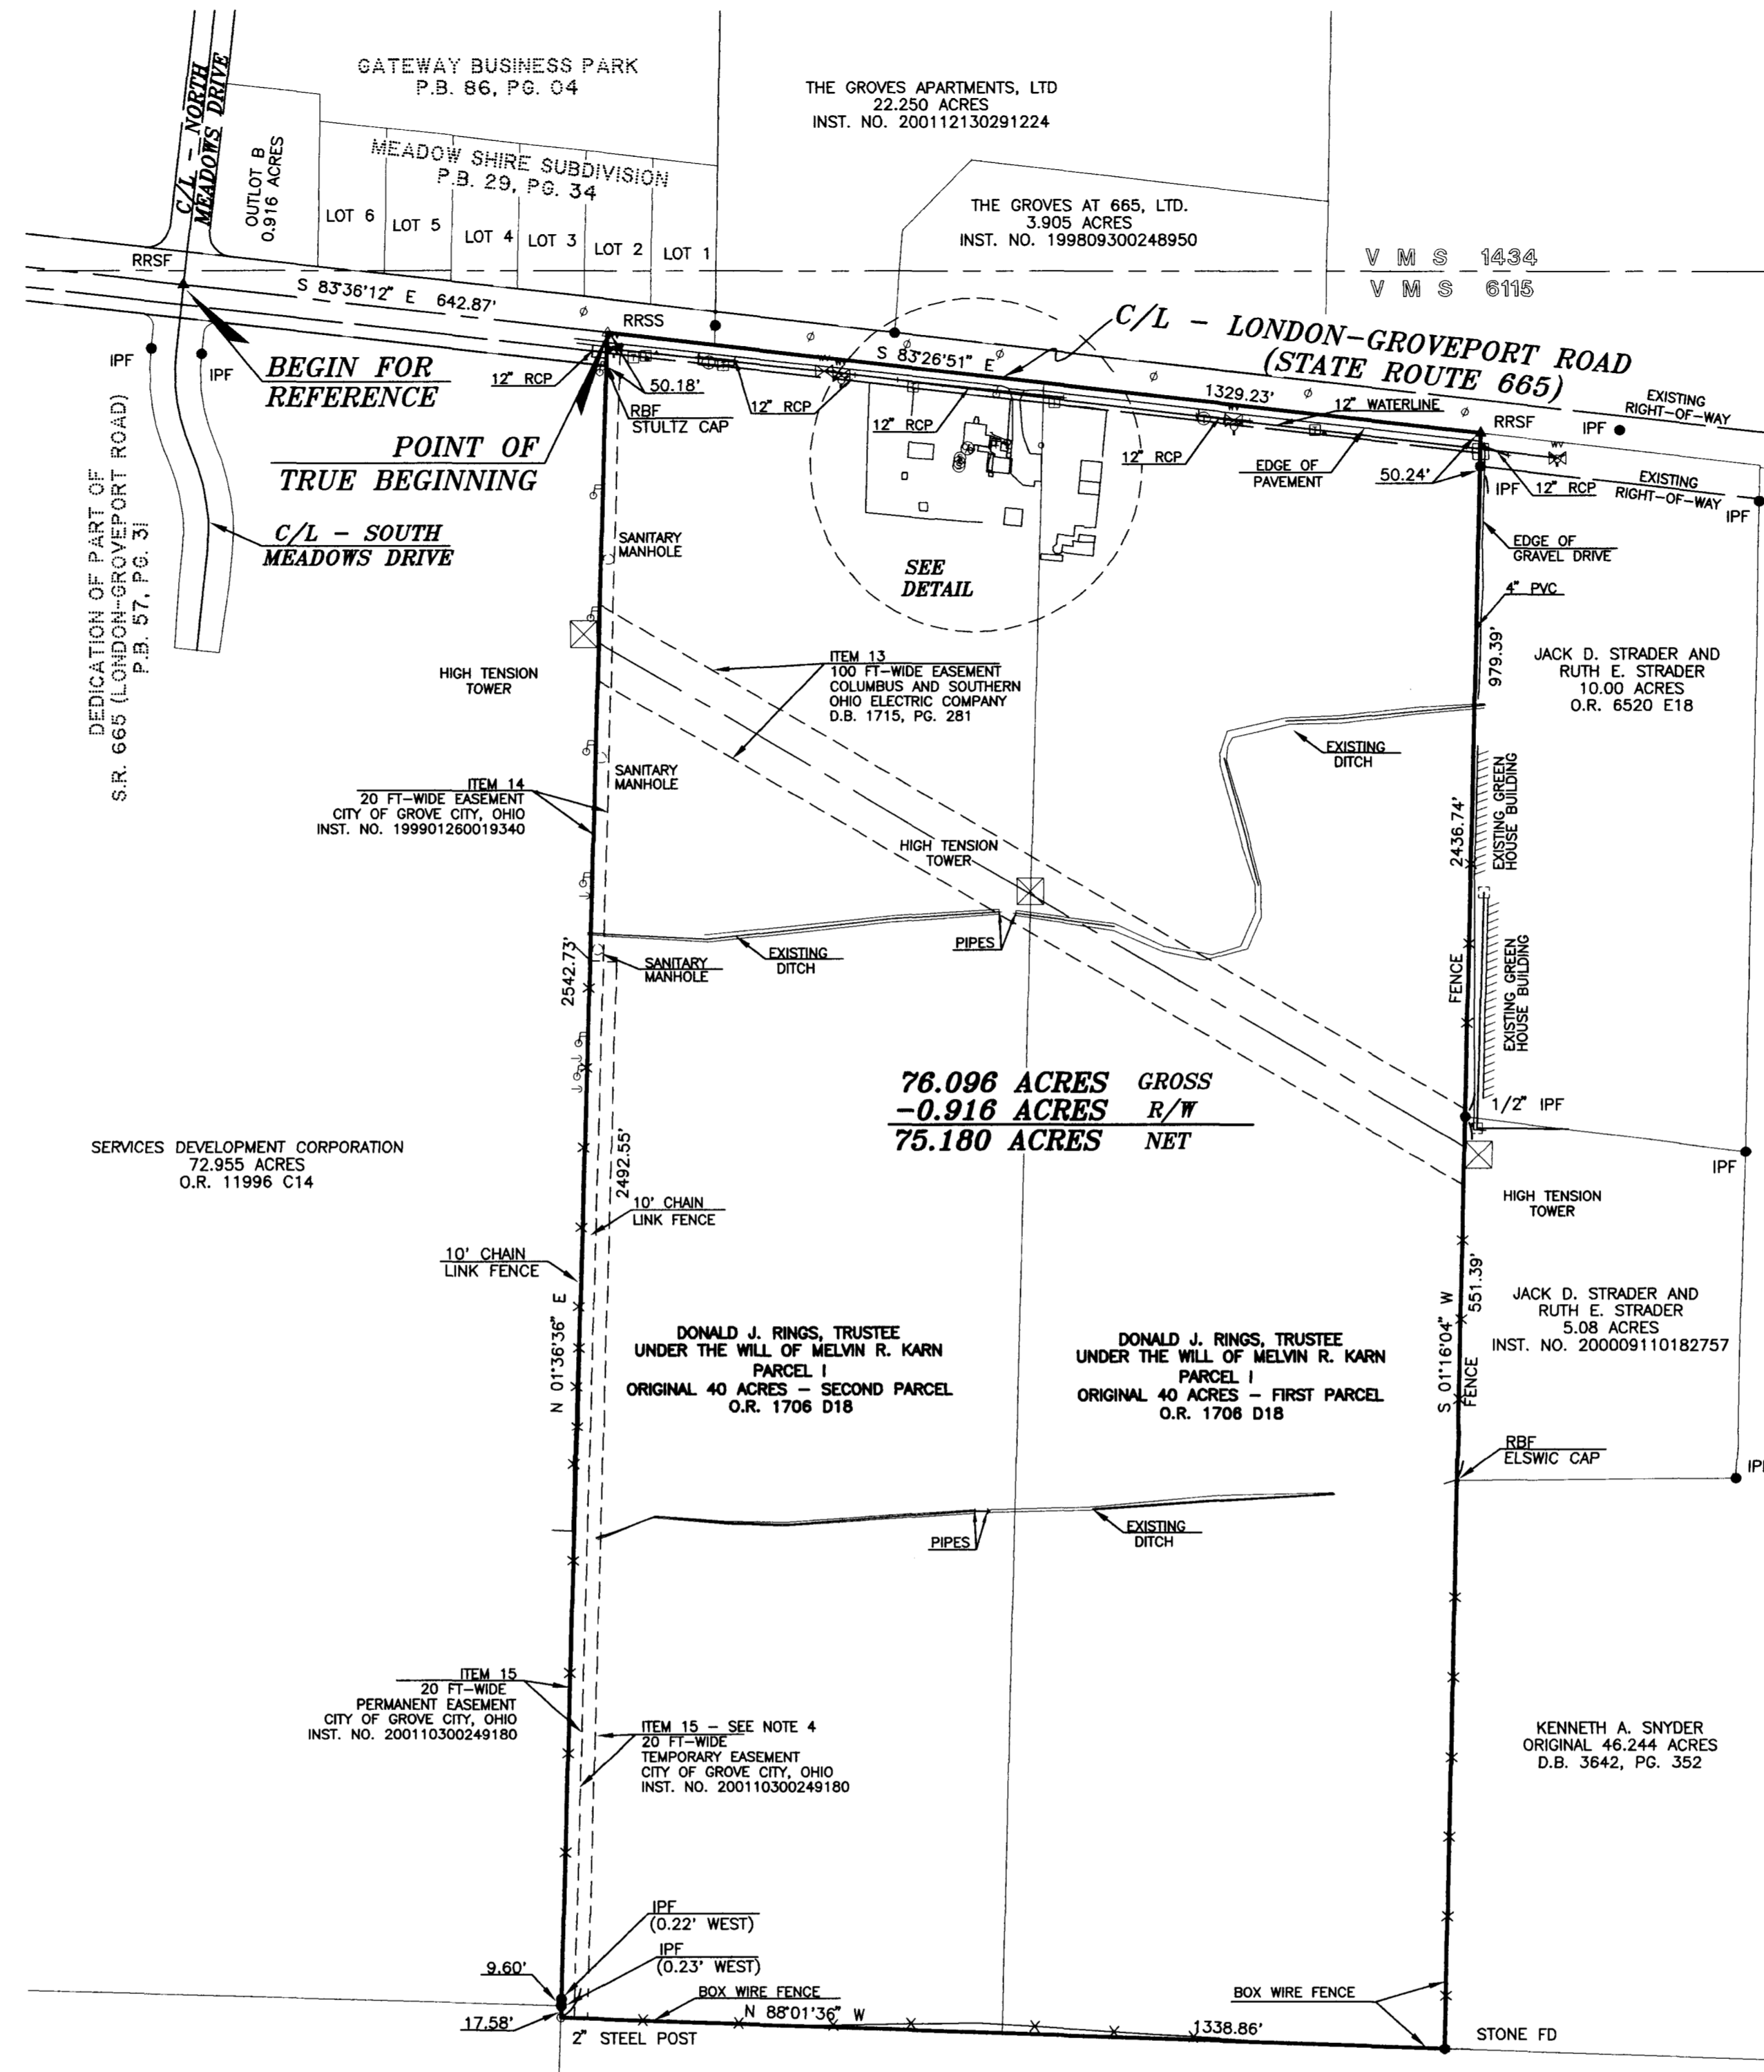 C/L - NORTH
MEADOWS DRIVE
GATEWAY BUSINESS PARK
P.B. 86, PG. 04
THE GROVES APARTMENTS, LTD
22.250 ACRES
INST. NO. 200112130291224
OUTLOT B
0.916 ACRES
MEADOW SHIRE SUBDIVISION
P.B. 29, PG. 34
LOT 6
LOT 5
LOT 4
LOT 3
LOT 2
LOT 1
THE GROVES AT 665, LTD.
3.905 ACRES
INST. NO. 199809300248950
V M S 1434
V M S 6115
RRSF
S 83°36'12" E 642.87'
RRSS
C/L - LONDON-GROVEPORT ROAD
(STATE ROUTE 665)
S 83°26'51" E
1329.23'
EXISTING
RIGHT-OF-WAY
IPF
IPF
BEGIN FOR
REFERENCE
12" RCP
50.18'
RBF
STULTZ CAP
12" RCP
12" RCP
12" WATERLINE
12" RCP
EDGE OF
PAVEMENT
RRSF
IPF
WV
50.24'
IPF
12" RCP
EXISTING
RIGHT-OF-WAY
IPF
POINT OF
TRUE BEGINNING
C/L - SOUTH
MEADOWS DRIVE
DEDICATION OF PART OF
S.R. 665 (LONDON-GROVEPORT ROAD)
P.B. 57, PG. 31
SANITARY
MANHOLE
SEE
DETAIL
EDGE OF
GRAVEL DRIVE
4" PVC
979.39'
JACK D. STRADER AND
RUTH E. STRADER
10.00 ACRES
O.R. 6520 E18
HIGH TENSION
TOWER
ITEM 13
100 FT-WIDE EASEMENT
COLUMBUS AND SOUTHERN
OHIO ELECTRIC COMPANY
D.B. 1715, PG. 281
EXISTING
DITCH
SANITARY
MANHOLE
ITEM 14
20 FT-WIDE EASEMENT
CITY OF GROVE CITY, OHIO
INST. NO. 199901260019340
HIGH TENSION
TOWER
2436.74'
EXISTING GREEN
HOUSE BUILDING
2542.73'
SANITARY
MANHOLE
EXISTING
DITCH
PIPES
FENCE
EXISTING GREEN
HOUSE BUILDING
76.096 ACRES GROSS
-0.916 ACRES R/W
75.180 ACRES NET
1/2" IPF
IPF
SERVICES DEVELOPMENT CORPORATION
72.955 ACRES
O.R. 11996 C14
2492.55'
10' CHAIN
LINK FENCE
10' CHAIN
LINK FENCE
HIGH TENSION
TOWER
N 01°36'36" E
DONALD J. RINGS, TRUSTEE
UNDER THE WILL OF MELVIN R. KARN
PARCEL I
ORIGINAL 40 ACRES - SECOND PARCEL
O.R. 1706 D18
DONALD J. RINGS, TRUSTEE
UNDER THE WILL OF MELVIN R. KARN
PARCEL I
ORIGINAL 40 ACRES - FIRST PARCEL
O.R. 1706 D18
S 01°16'04" W
551.39'
FENCE
JACK D. STRADER AND
RUTH E. STRADER
5.08 ACRES
INST. NO. 200009110182757
RBF
ELSWIC CAP
PIPES
EXISTING
DITCH
ITEM 15
20 FT-WIDE
PERMANENT EASEMENT
CITY OF GROVE CITY, OHIO
INST. NO. 200110300249180
ITEM 15 - SEE NOTE 4
20 FT-WIDE
TEMPORARY EASEMENT
CITY OF GROVE CITY, OHIO
INST. NO. 200110300249180
KENNETH A. SNYDER
ORIGINAL 46.244 ACRES
D.B. 3642, PG. 352
IPF
(0.22' WEST)
IPF
(0.23' WEST)
9.60'
BOX WIRE FENCE
N 88°01'36" W
1338.86'
BOX WIRE FENCE
17.58'
2" STEEL POST
STONE FD